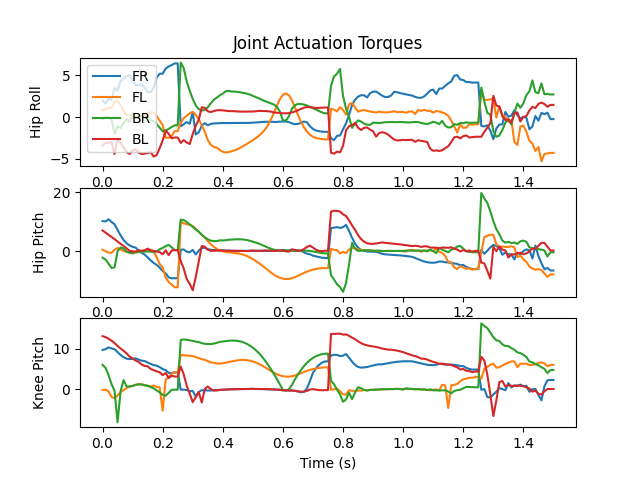 Joint Actuation Torques
Hip Roll
5
0
−5
FR
FL
BR
BL
0.0 0.2 0.4 0.6 0.8 1.0 1.2 1.4
Hip Pitch
20
0
0.0 0.2 0.4 0.6 0.8 1.0 1.2 1.4
Knee Pitch
10
0
0.0 0.2 0.4 0.6 0.8 1.0 1.2 1.4
Time (s)